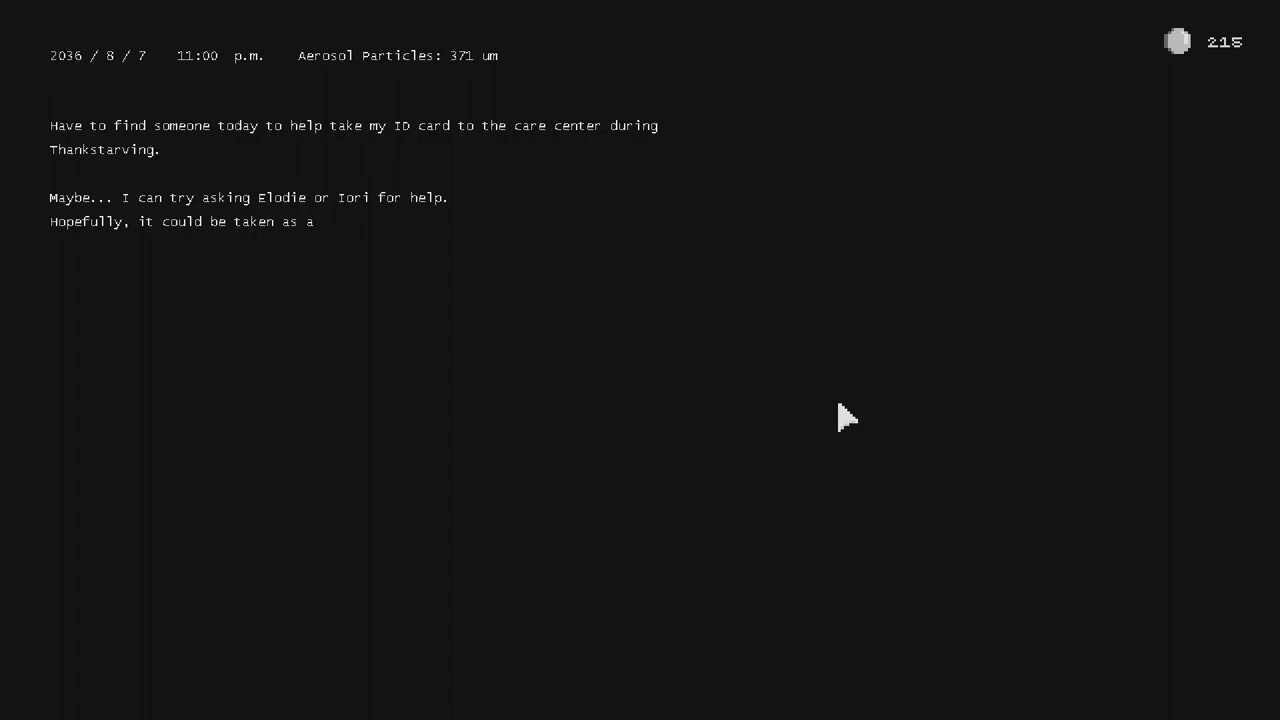 2036 / 8 / 7    11:00  p.m.    Aerosol Particles: 371 um
215
Have to find someone today to help take my ID card to the care center during
Thankstarving.
Maybe... I can try asking Elodie or Iori for help.
Hopefully, it could be taken as a